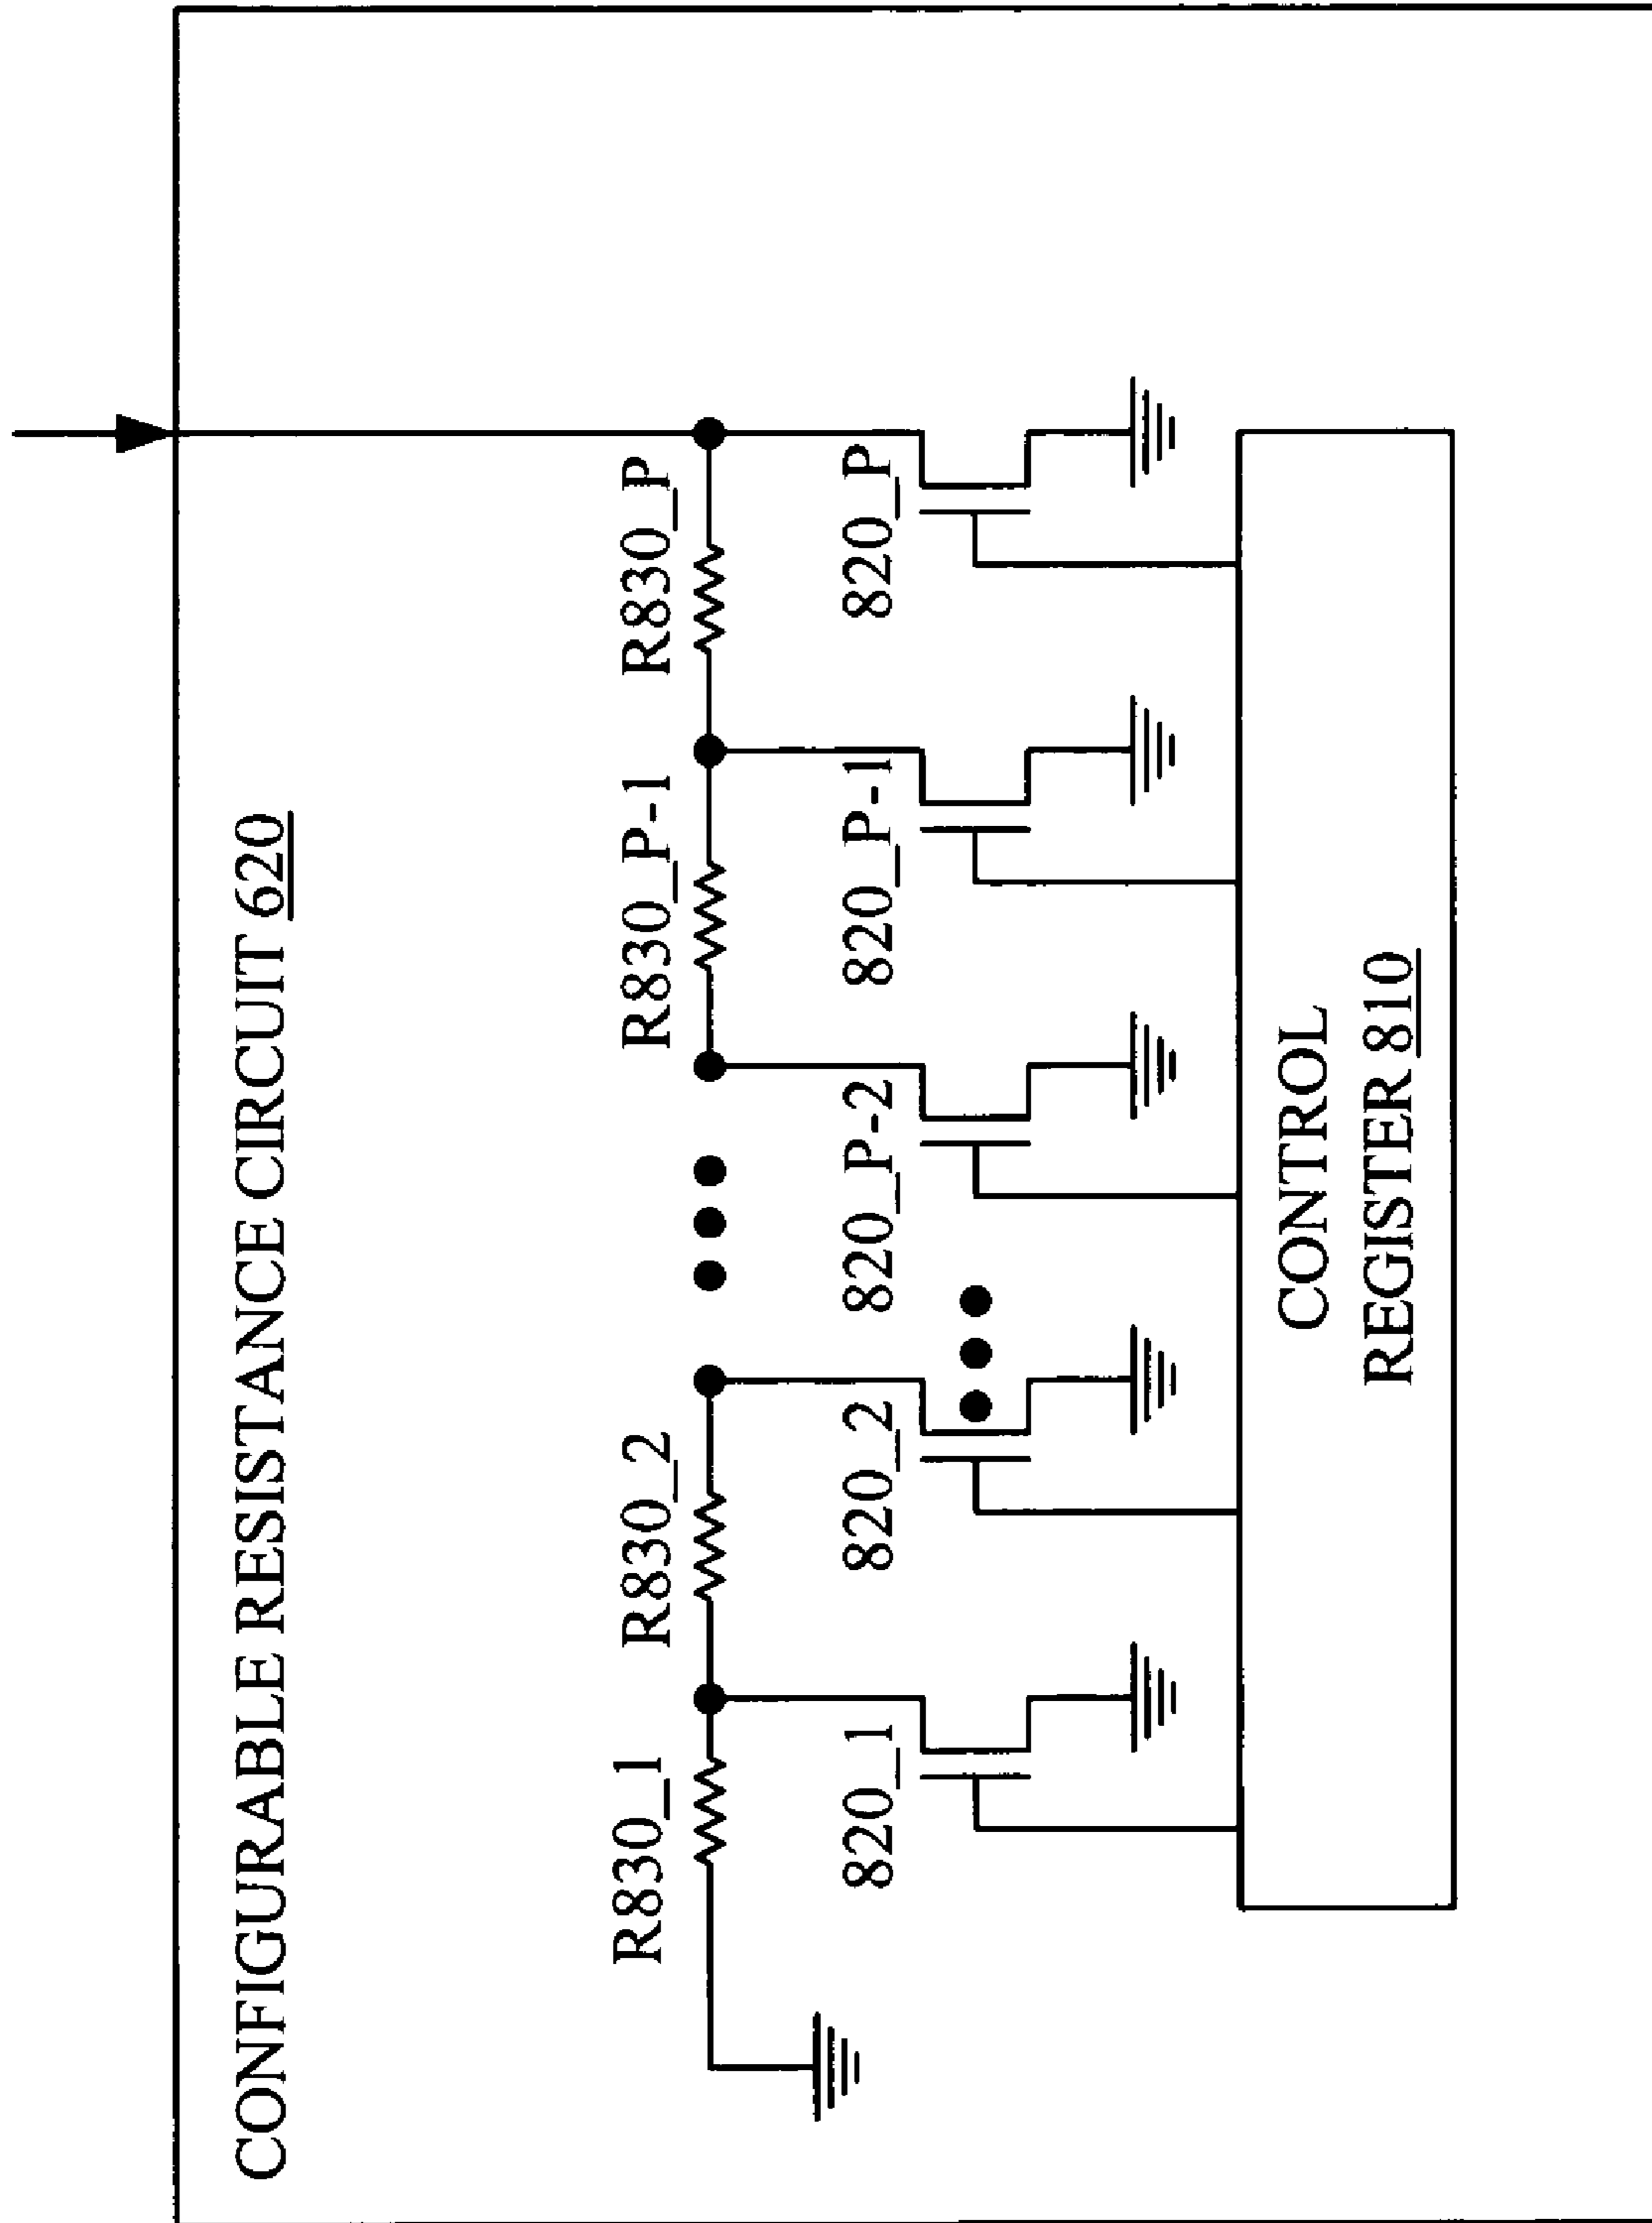 CONFIGURABLE RESISTANCE CIRCUIT 620
R830_1
R830_2
R830_P-1
R830_P
820_1
820_2
820_P-2
820_P-1
820_P
CONTROL
REGISTER 810